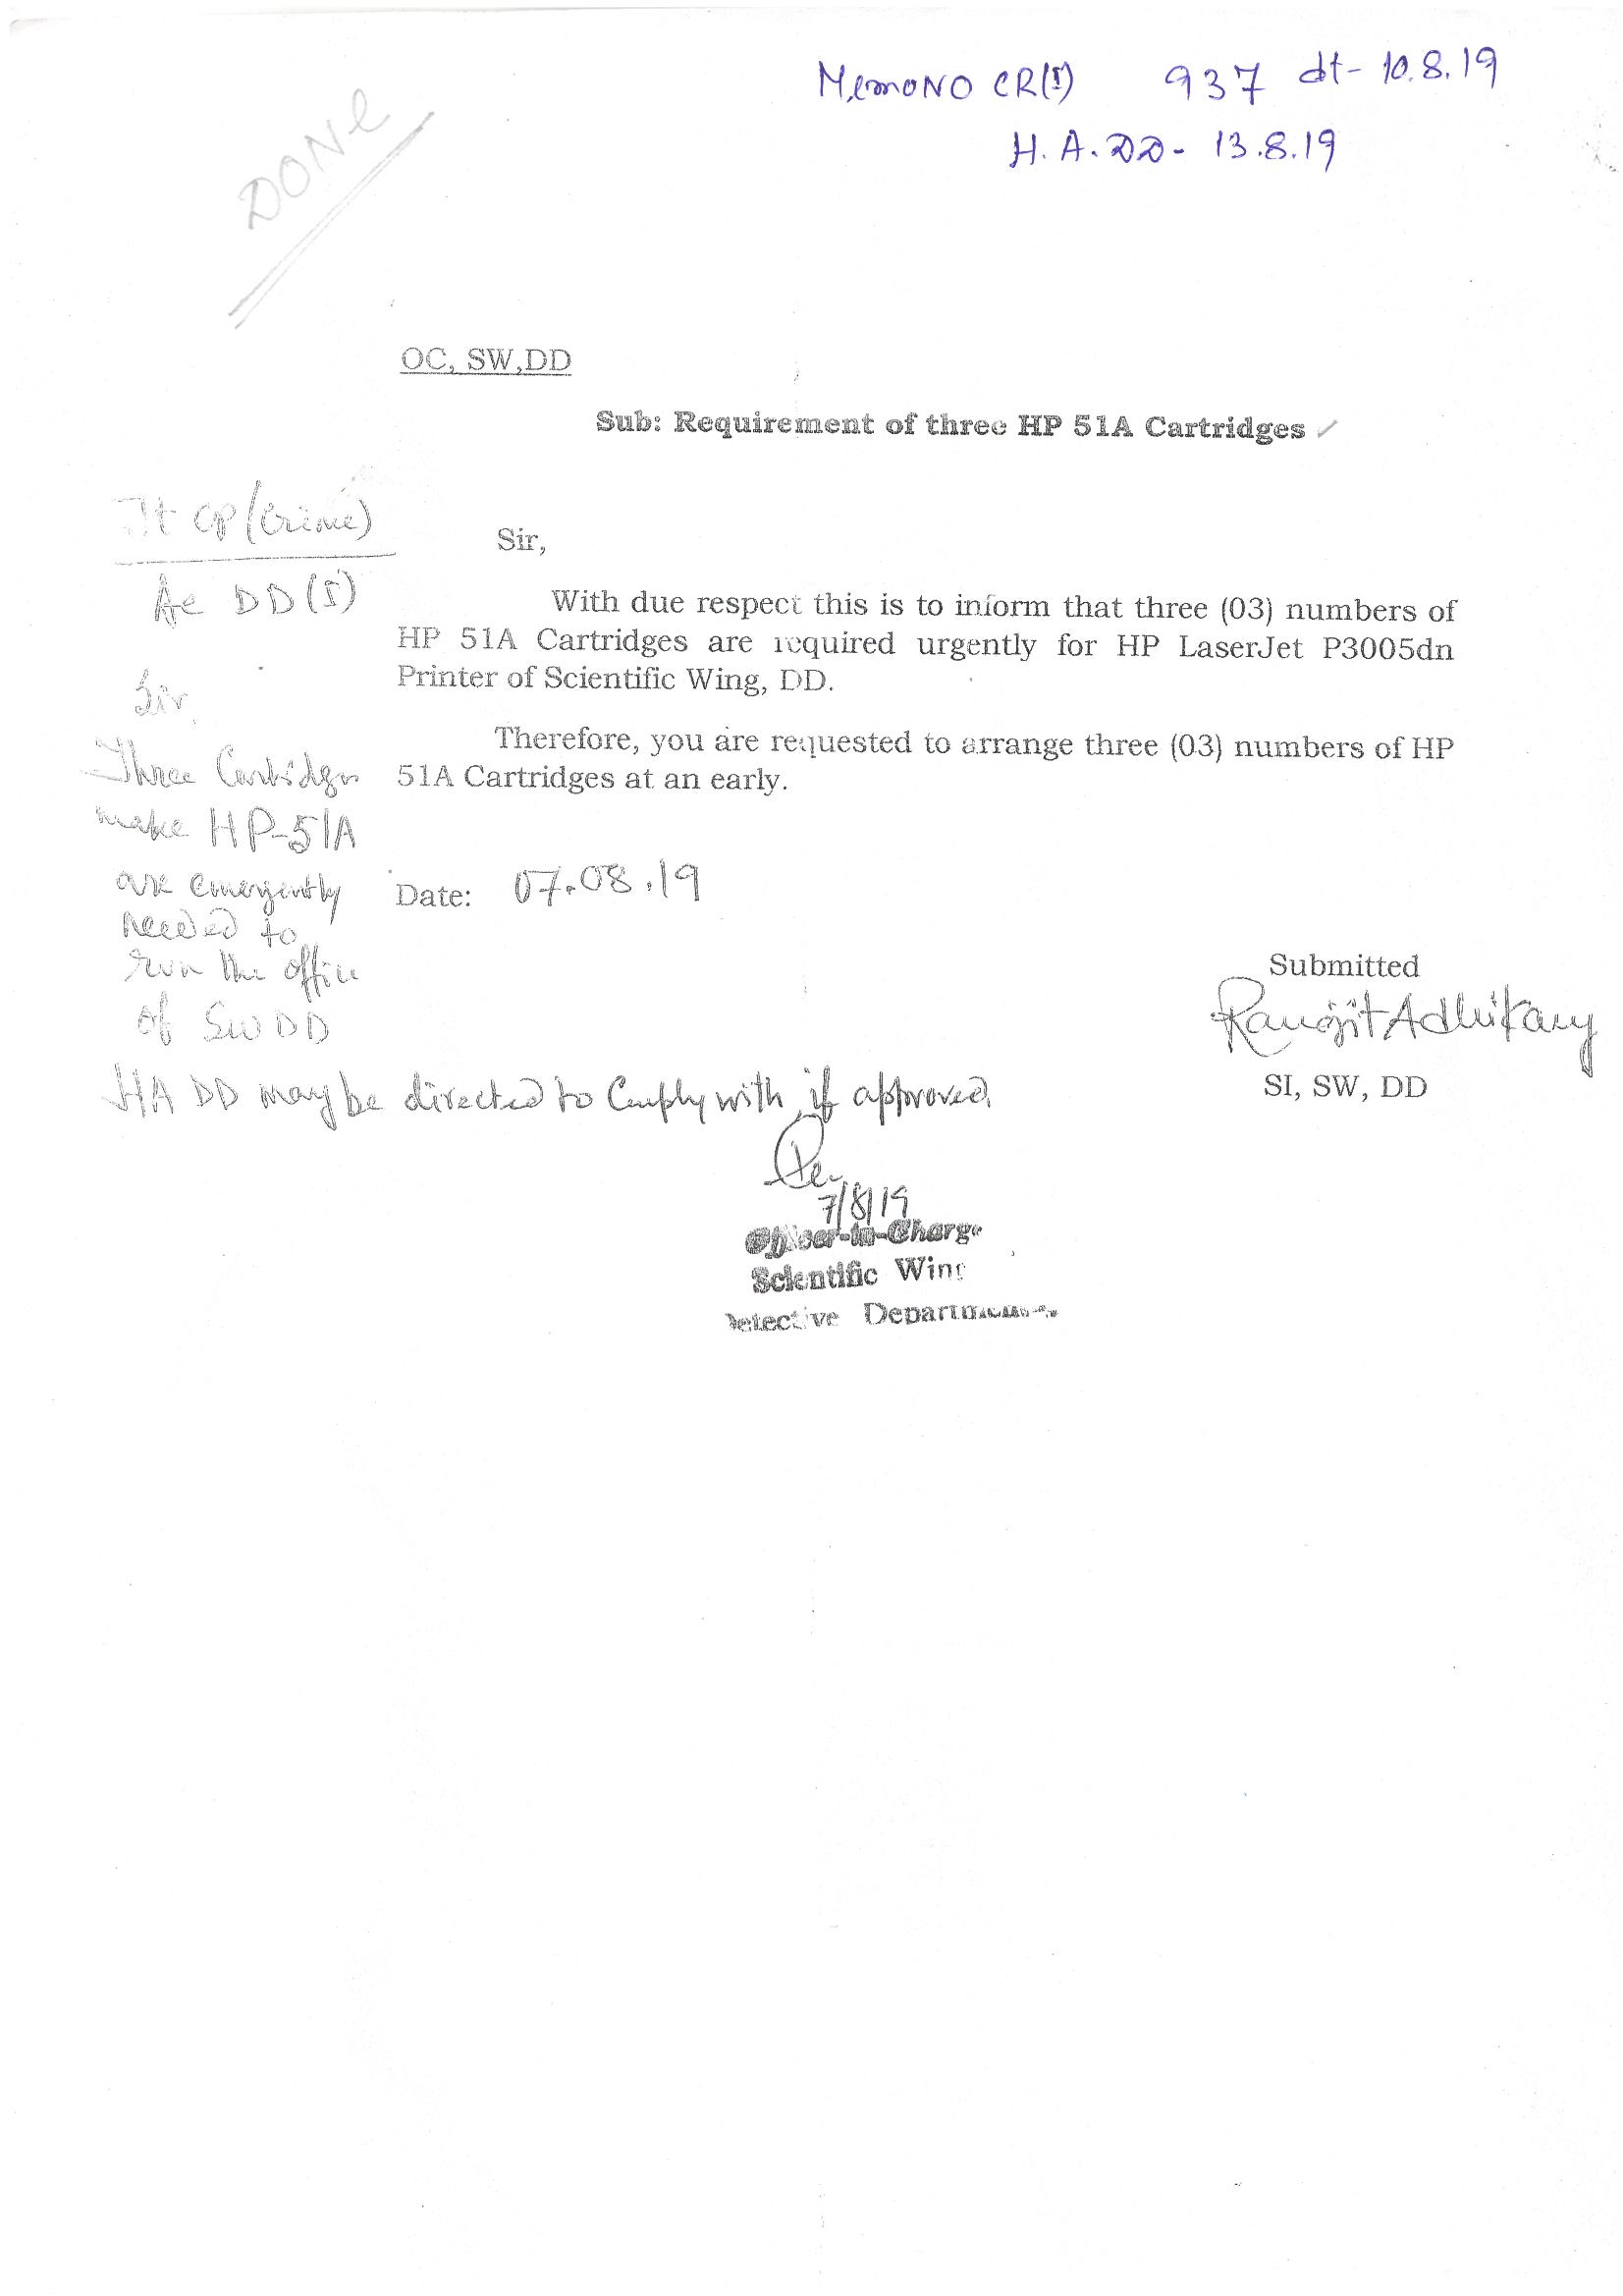 MemoNO CR(I) 937 dt- 10.8.19
H.A.DD- 13.8.19
DONE
OC, SW,DD
Sub: Requirement of three HP 51A Cartridges
Jt CP (Crime)
AC DD (I)
Sir,
Three Cartridges
make HP-51A
are emergently
needed to
run the office
of SW DD
HA DD may be directed to Comply with, if approved.
7/8/19
Officer-in-Charge
Scientific Wing
Detective Department
Sir,
With due respect this is to inform that three (03) numbers of
HP 51A Cartridges are required urgently for HP LaserJet P3005dn
Printer of Scientific Wing, DD.
Therefore, you are requested to arrange three (03) numbers of HP
51A Cartridges at an early.
Date: 07.08.19
Submitted
Ranojit Adhikary
SI, SW, DD